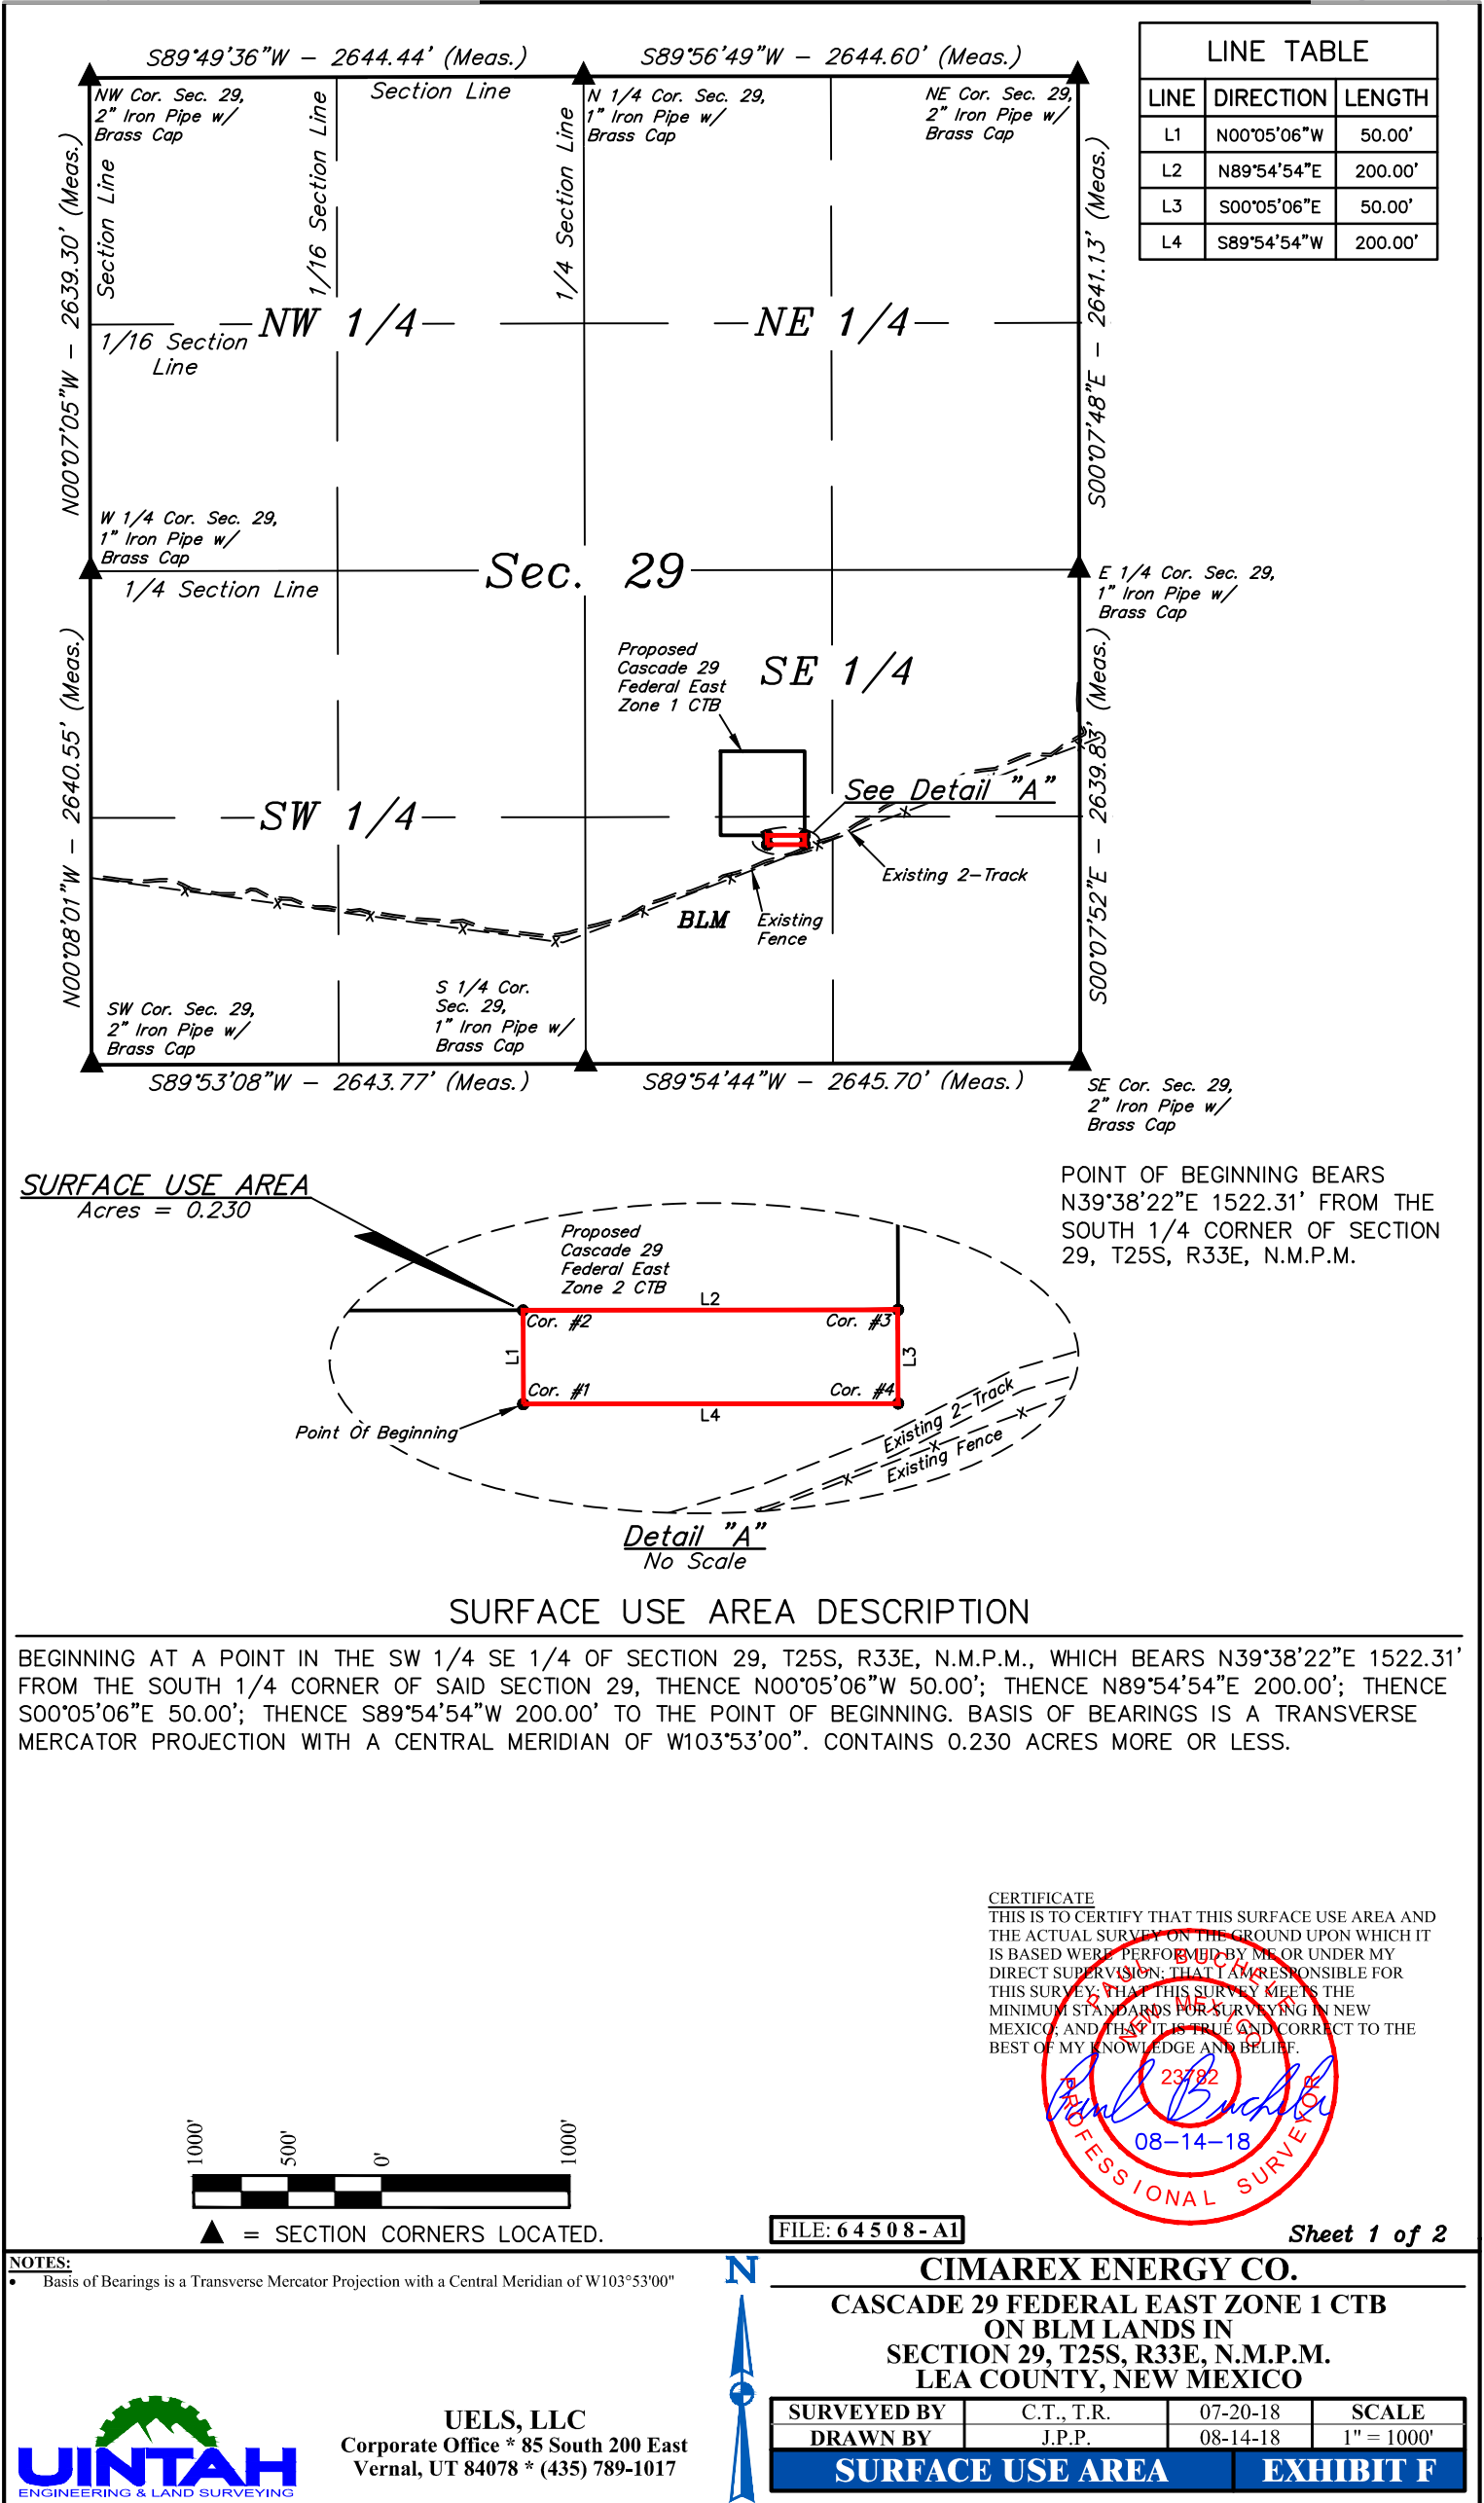 S89°49'36"W - 2644.44' (Meas.)
S89°56'49"W - 2644.60' (Meas.)
LINE TABLE
LINE DIRECTION LENGTH
L1 N00°05'06"W 50.00'
L2 N89°54'54"E 200.00'
L3 S00°05'06"E 50.00'
L4 S89°54'54"W 200.00'
NW Cor. Sec. 29,
2" Iron Pipe w/
Brass Cap
Section Line
N 1/4 Cor. Sec. 29,
1" Iron Pipe w/
Brass Cap
NE Cor. Sec. 29,
2" Iron Pipe w/
Brass Cap
N00°07'05"W - 2639.30' (Meas.)
Section Line
1/16 Section Line
1/4 Section Line
S00°07'48"E - 2641.13' (Meas.)
NW 1/4
NE 1/4
1/16 Section
Line
W 1/4 Cor. Sec. 29,
1" Iron Pipe w/
Brass Cap
Sec. 29
1/4 Section Line
E 1/4 Cor. Sec. 29,
1" Iron Pipe w/
Brass Cap
N00°08'01"W - 2640.55' (Meas.)
Proposed
Cascade 29
Federal East
Zone 1 CTB
SE 1/4
S00°07'52"E - 2639.83' (Meas.)
See Detail "A"
SW 1/4
Existing 2-Track
BLM
Existing
Fence
SW Cor. Sec. 29,
2" Iron Pipe w/
Brass Cap
S 1/4 Cor.
Sec. 29,
1" Iron Pipe w/
Brass Cap
S89°53'08"W - 2643.77' (Meas.)
S89°54'44"W - 2645.70' (Meas.)
SE Cor. Sec. 29,
2" Iron Pipe w/
Brass Cap
SURFACE USE AREA
Acres = 0.230
POINT OF BEGINNING BEARS
N39°38'22"E 1522.31' FROM THE
SOUTH 1/4 CORNER OF SECTION
29, T25S, R33E, N.M.P.M.
Proposed
Cascade 29
Federal East
Zone 2 CTB
L2
Cor. #2
Cor. #3
L1
L3
Cor. #1
Cor. #4
L4
Point Of Beginning
Existing 2-Track
Existing Fence
Detail "A"
No Scale
SURFACE USE AREA DESCRIPTION
BEGINNING AT A POINT IN THE SW 1/4 SE 1/4 OF SECTION 29, T25S, R33E, N.M.P.M., WHICH BEARS N39°38'22"E 1522.31'
FROM THE SOUTH 1/4 CORNER OF SAID SECTION 29, THENCE N00°05'06"W 50.00'; THENCE N89°54'54"E 200.00'; THENCE
S00°05'06"E 50.00'; THENCE S89°54'54"W 200.00' TO THE POINT OF BEGINNING. BASIS OF BEARINGS IS A TRANSVERSE
MERCATOR PROJECTION WITH A CENTRAL MERIDIAN OF W103°53'00". CONTAINS 0.230 ACRES MORE OR LESS.
CERTIFICATE
THIS IS TO CERTIFY THAT THIS SURFACE USE AREA AND
THE ACTUAL SURVEY ON THE GROUND UPON WHICH IT
IS BASED WERE PERFORMED BY ME OR UNDER MY
DIRECT SUPERVISION; THAT I AM RESPONSIBLE FOR
THIS SURVEY; THAT THIS SURVEY MEETS THE
MINIMUM STANDARDS FOR SURVEYING IN NEW
MEXICO; AND THAT IT IS TRUE AND CORRECT TO THE
BEST OF MY KNOWLEDGE AND BELIEF.
PAUL BUCHELE
NEW MEXICO
23782
Paul Buchele
08-14-18
PROFESSIONAL SURVEYOR
1000' 500' 0' 1000'
▲ = SECTION CORNERS LOCATED.
FILE: 64508-A1
Sheet 1 of 2
NOTES:
• Basis of Bearings is a Transverse Mercator Projection with a Central Meridian of W103°53'00"
N
CIMAREX ENERGY CO.
CASCADE 29 FEDERAL EAST ZONE 1 CTB
ON BLM LANDS IN
SECTION 29, T25S, R33E, N.M.P.M.
LEA COUNTY, NEW MEXICO
SURVEYED BY C.T., T.R. 07-20-18 SCALE
DRAWN BY J.P.P. 08-14-18 1" = 1000'
SURFACE USE AREA EXHIBIT F
UINTAH
ENGINEERING & LAND SURVEYING
UELS, LLC
Corporate Office * 85 South 200 East
Vernal, UT 84078 * (435) 789-1017